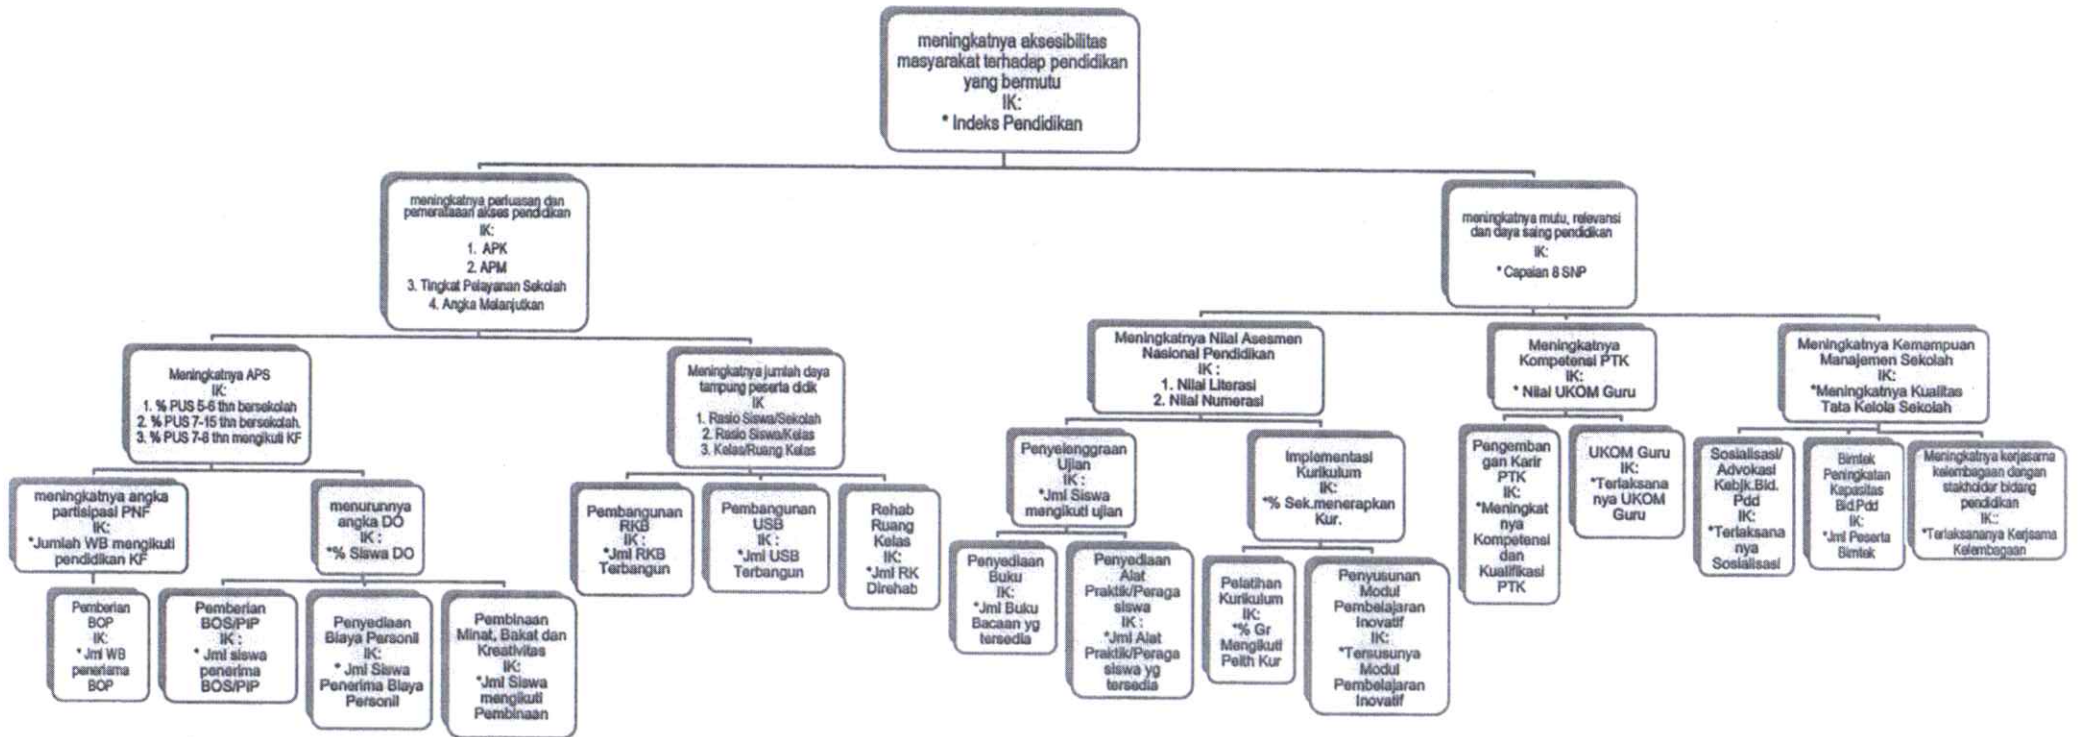 meningkatnya aksesibilitas
masyarakat terhadap pendidikan
yang bermutu
IK:
* Indeks Pendidikan
meningkatnya perluasan dan
pemerataaan akses pendidikan
IK:
1. APK
2. APM
3. Tingkat Pelayanan Sekolah
4. Angka Melanjutkan
meningkatnya mutu, relevansi
dan daya saing pendidikan
IK:
* Capaian 8 SNP
Meningkatnya APS
IK:
1. % PUS 5-6 thn bersekolah
2. % PUS 7-15 thn bersekolah.
3. % PUS 7-8 thn mengikuti KF
Meningkatnya jumlah daya
tampung peserta didik
IK
1. Rasio Siswa/Sekolah
2. Rasio Siswa/Kelas
3. Kelas/Ruang Kelas
Meningkatnya Nilai Asesmen
Nasional Pendidikan
IK :
1. Nilai Literasi
2. Nilai Numerasi
Meningkatnya
Kompetensi PTK
IK:
* Nilai UKOM Guru
Meningkatnya Kemampuan
Manajemen Sekolah
IK:
*Meningkatnya Kualitas
Tata Kelola Sekolah
meningkatnya angka
partisipasi PNF
IK:
*Jumlah WB mengikuti
pendidikan KF
menurunnya
angka DO
IK :
*% Siswa DO
Pembangunan
RKB
IK :
*Jml RKB
Terbangun
Pembangunan
USB
IK :
*Jml USB
Terbangun
Rehab
Ruang
Kelas
IK:
*Jml RK
Direhab
Penyelenggraan
Ujian
IK :
*Jml Siswa
mengikuti ujian
Implementasi
Kurikulum
IK:
*% Sek.menerapkan
Kur.
Pengemban
gan Karir
PTK
IK:
*Meningkat
nya
Kompetensi
dan
Kualifikasi
PTK
UKOM Guru
IK:
*Terlaksana
nya UKOM
Guru
Sosialisasi/
Advokasi
Kebjk.Bid.
Pdd
IK:
*Terlaksana
nya
Sosialisasi
Bimtek
Peningkatan
Kapasitas
Bid.Pdd
IK:
*Jml Peserta
Bimtek
Meningkatnya kerjasama
kelembagaan dengan
stakholder bidang
pendidikan
IK::
*Terlaksananya Kerjsama
Kelembagaan
Pemberian
BOP
IK:
* Jml WB
peneriama
BOP
Pemberian
BOS/PIP
IK :
* Jml siswa
penerima
BOS/PIP
Penyediaan
Biaya Personil
IK:
* Jml Siswa
Penerima Biaya
Personil
Pembinaan
Minat, Bakat dan
Kreativitas
IK:
*Jml Siswa
mengikuti
Pembinaan
Penyediaan
Buku
IK:
*Jml Buku
Bacaan yg
tersedia
Penyediaan
Alat
Praktik/Peraga
siswa
IK :
*Jml Alat
Praktik/Peraga
siswa yg
tersedia
Pelatihan
Kurikulum
IK:
*% Gr
Mengikuti
Pelth Kur
Penyusunan
Modul
Pembelajaran
Inovatif
IK:
*Tersusunya
Modul
Pembelajaran
Inovatif